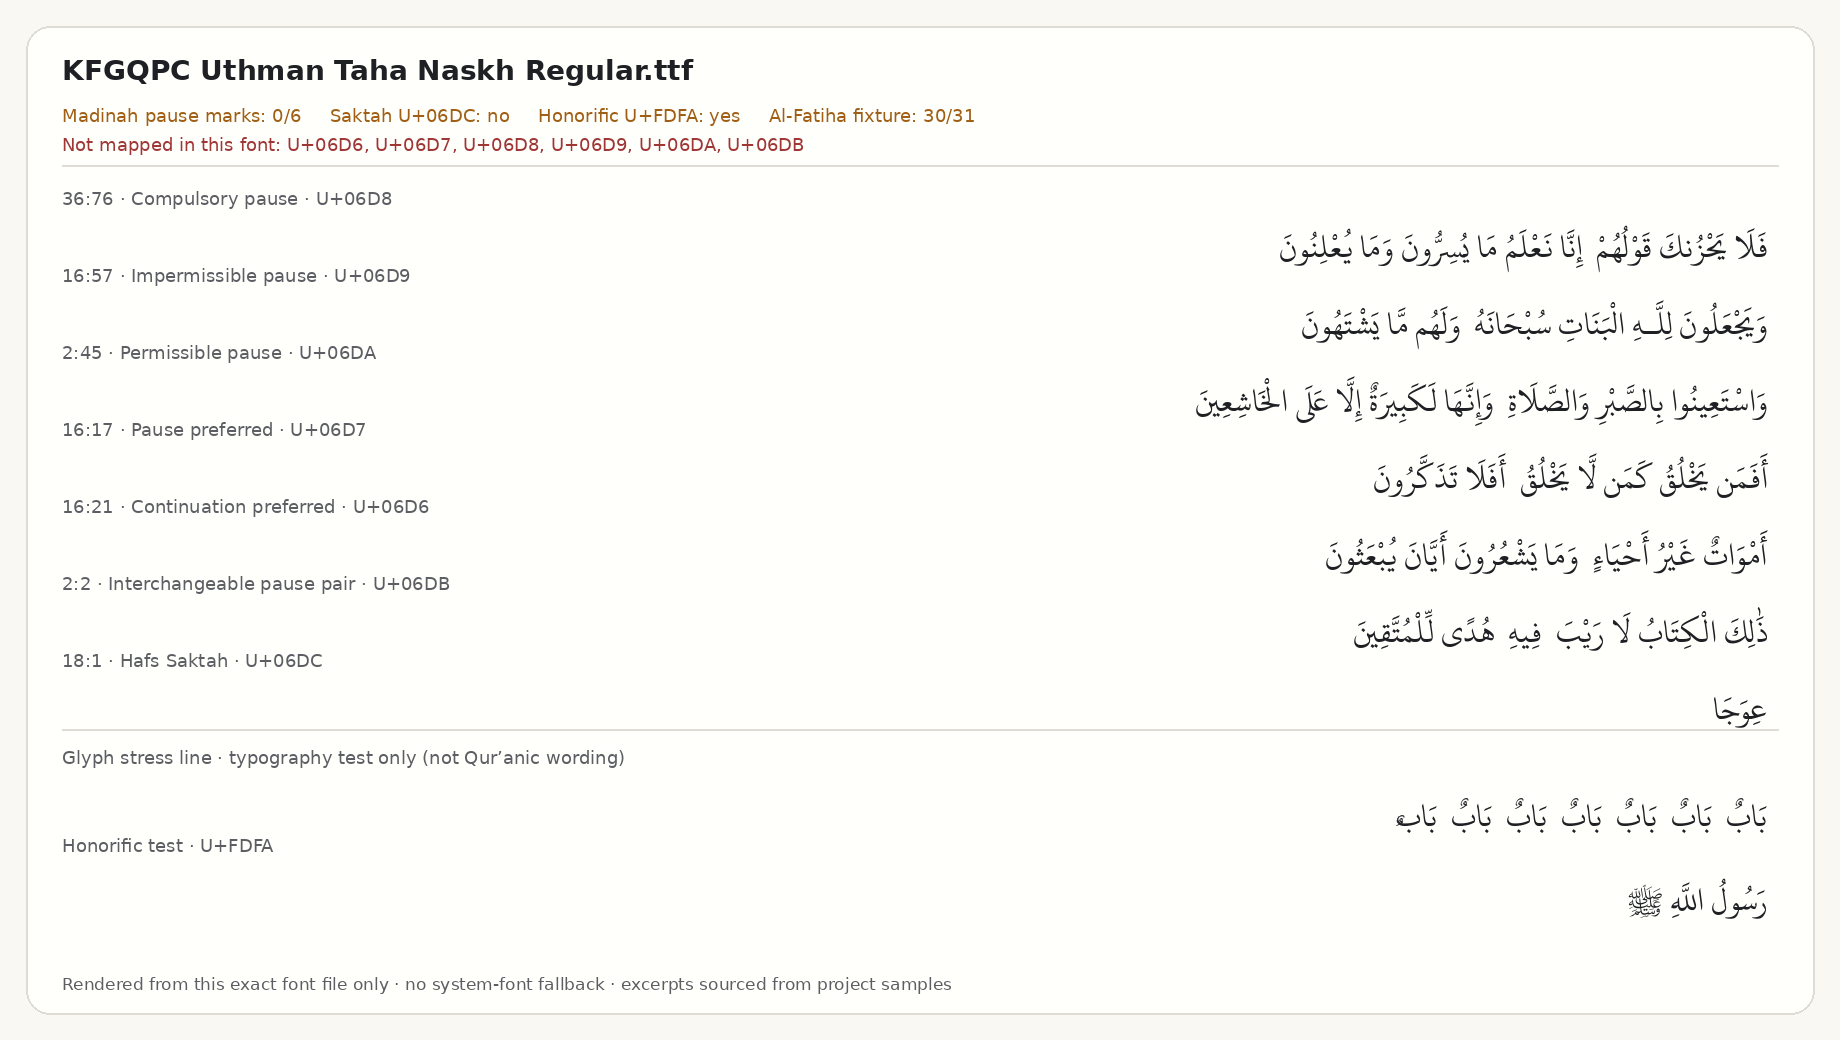 KFGQPC Uthman Taha Naskh Regular.ttf
Madinah pause marks: 0/6 Saktah U+06DC: no Honorific U+FDFA: yes Al-Fatiha fixture: 30/31
Not mapped in this font: U+06D6, U+06D7, U+06D8, U+06D9, U+06DA, U+06DB
36:76 · Compulsory pause · U+06D8
فَلَا يَحْزُنكَ قَوْلُهُمْ إِنَّا نَعْلَمُ مَا يُسِرُّونَ وَمَا يُعْلِنُونَ
16:57 · Impermissible pause · U+06D9
وَيَجْعَلُونَ لِلَّـهِ الْبَنَاتِ سُبْحَانَهُ وَلَهُم مَّا يَشْتَهُونَ
2:45 · Permissible pause · U+06DA
وَاسْتَعِينُوا بِالصَّبْرِ وَالصَّلَاةِ وَإِنَّهَا لَكَبِيرَةٌ إِلَّا عَلَى الْخَاشِعِينَ
16:17 · Pause preferred · U+06D7
أَفَمَن يَخْلُقُ كَمَن لَّا يَخْلُقُ أَفَلَا تَذَكَّرُونَ
16:21 · Continuation preferred · U+06D6
أَمْوَاتٌ غَيْرُ أَحْيَاءٍ وَمَا يَشْعُرُونَ أَيَّانَ يُبْعَثُونَ
2:2 · Interchangeable pause pair · U+06DB
ذَٰلِكَ الْكِتَابُ لَا رَيْبَ فِيهِ هُدًى لِّلْمُتَّقِينَ
18:1 · Hafs Saktah · U+06DC
عِوَجَا
Glyph stress line · typography test only (not Qur’anic wording)
بَابٌ بَابٌ بَابٌ بَابٌ بَابٌ بَابٌ
Honorific test · U+FDFA
رَسُولُ اللَّهِ ﷺ
Rendered from this exact font file only · no system-font fallback · excerpts sourced from project samples